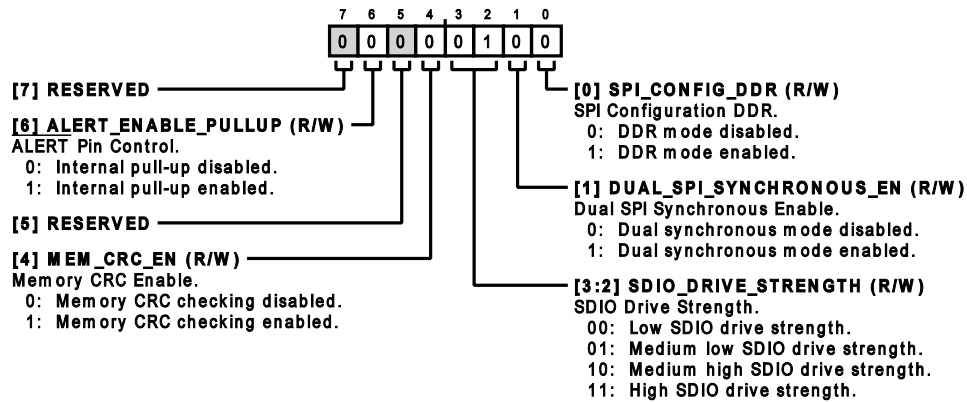 7 6 5 4 3 2 1 0
0 0 0 0 0 1 0 0
[7] RESERVED
[6] ALERT_ENABLE_PULLUP (R/W)
ALERT Pin Control.
0: Internal pull-up disabled.
1: Internal pull-up enabled.
[5] RESERVED
[4] MEM_CRC_EN (R/W)
Memory CRC Enable.
0: Memory CRC checking disabled.
1: Memory CRC checking enabled.
[0] SPI_CONFIG_DDR (R/W)
SPI Configuration DDR.
0: DDR mode disabled.
1: DDR mode enabled.
[1] DUAL_SPI_SYNCHRONOUS_EN (R/W)
Dual SPI Synchronous Enable.
0: Dual synchronous mode disabled.
1: Dual synchronous mode enabled.
[3:2] SDIO_DRIVE_STRENGTH (R/W)
SDIO Drive Strength.
00: Low SDIO drive strength.
01: Medium low SDIO drive strength.
10: Medium high SDIO drive strength.
11: High SDIO drive strength.